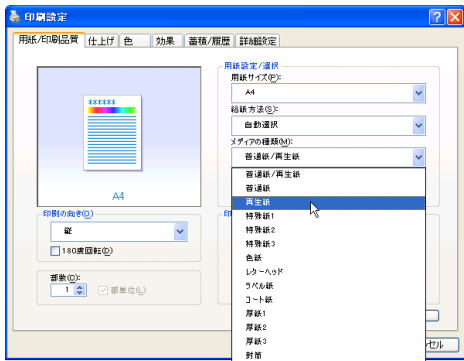 印刷設定
用紙/印刷品質 仕上げ 色 効果 蓄積/履歴 詳細設定
******
A4
印刷の向き(O)
縦
180度回転(D)
部数(C):
1 部単位(L)
用紙設定/選択
用紙サイズ(P):
A4
給紙方法(S):
自動選択
メディアの種類(M):
普通紙/再生紙
普通紙/再生紙
普通紙
再生紙
特殊紙1
特殊紙2
特殊紙3
色紙
レターヘッド
ラベル紙
コート紙
厚紙1
厚紙2
厚紙3
封筒
印
セル